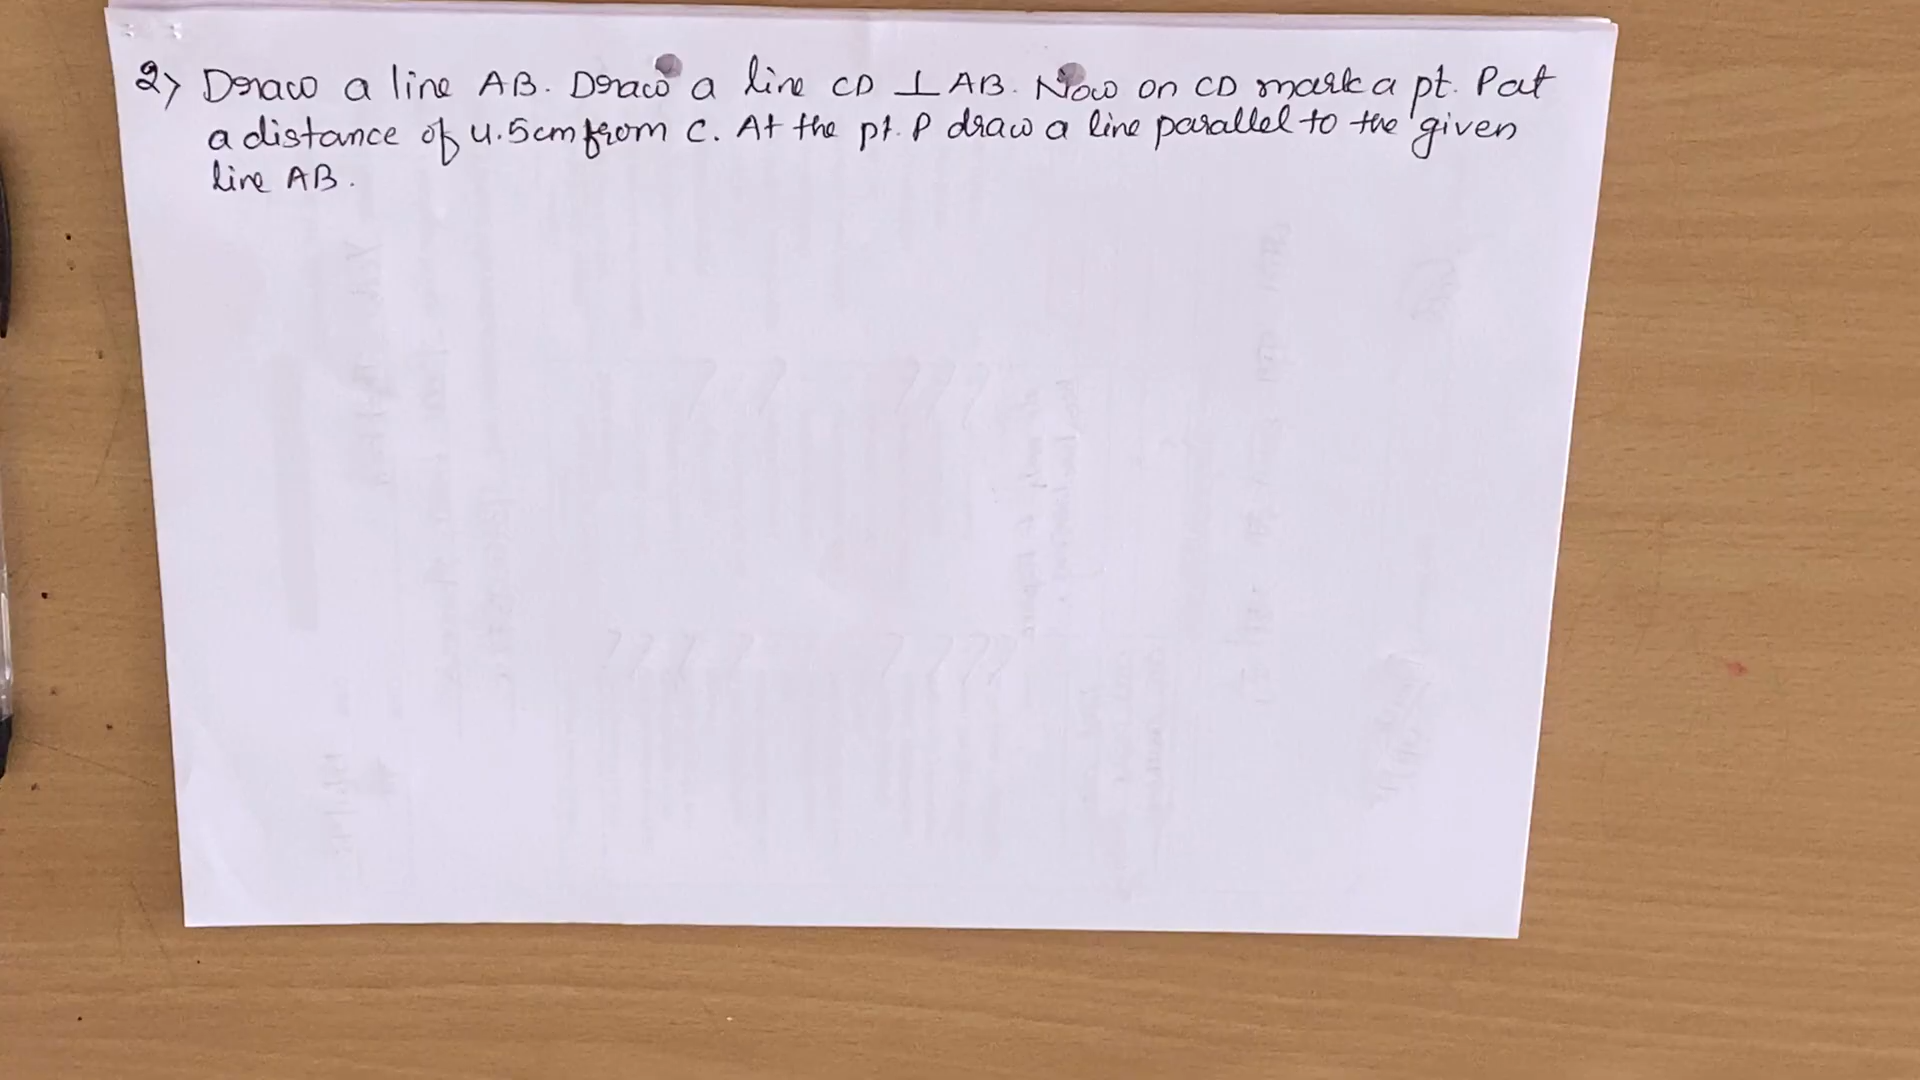 2) Draw a line AB. Draw a line CD ⊥ AB. Now on CD mark a pt. P at
a distance of 4.5cm from C. At the pt. P draw a line parallel to the given
line AB.